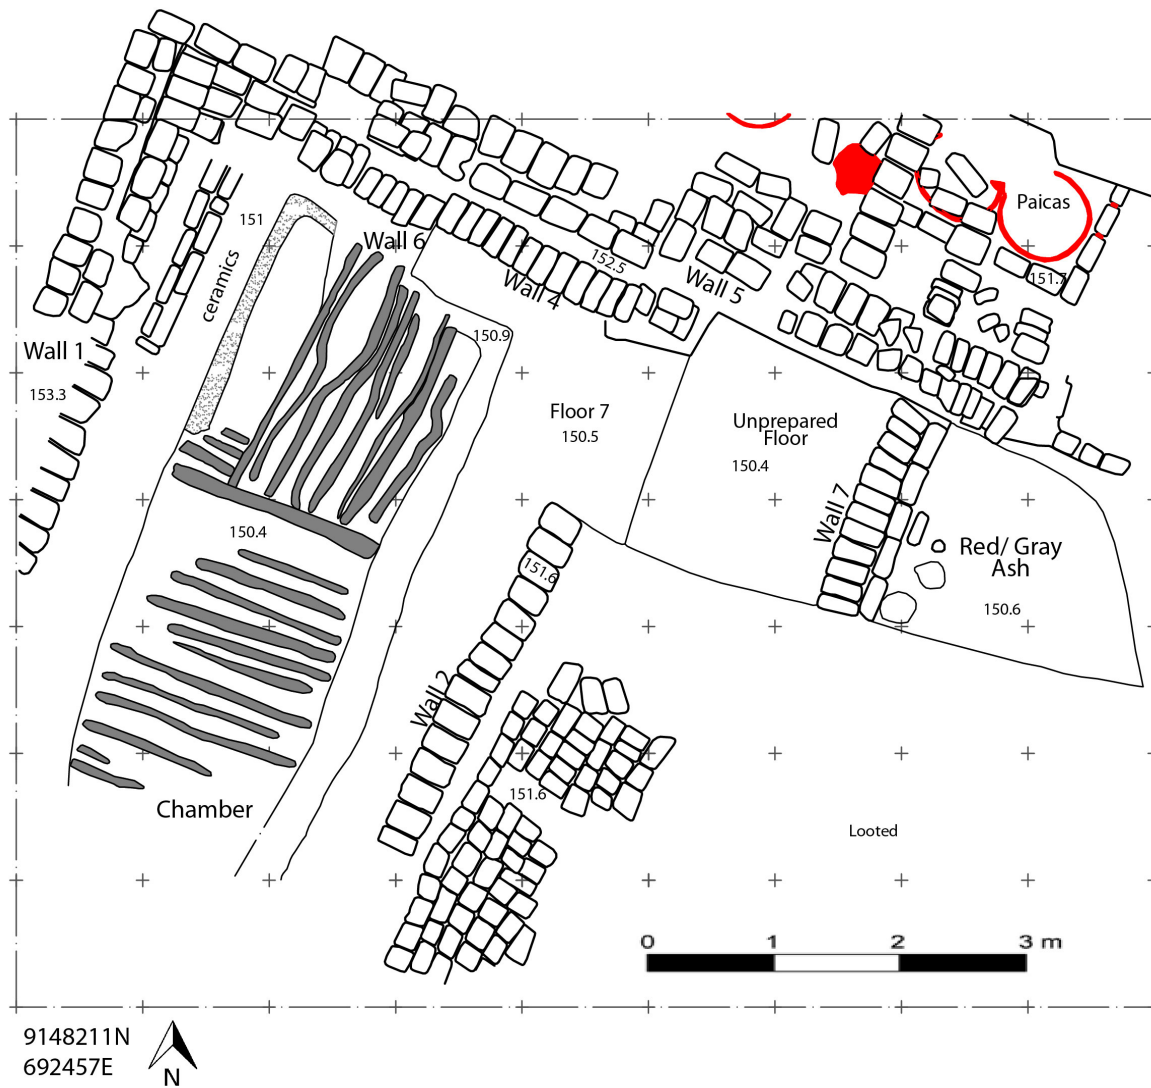 Paicas
151
Wall 6
152.5
Wall 5
151.7
ceramics
Wall 4
150.9
Wall 1
153.3
Floor 7
150.5
Unprepared
Floor
150.4
150.4
Wall 7
151.6
Red/ Gray
Ash
150.6
Wall 2
151.6
Chamber
Looted
0 1 2 3 m
9148211N
692457E
N